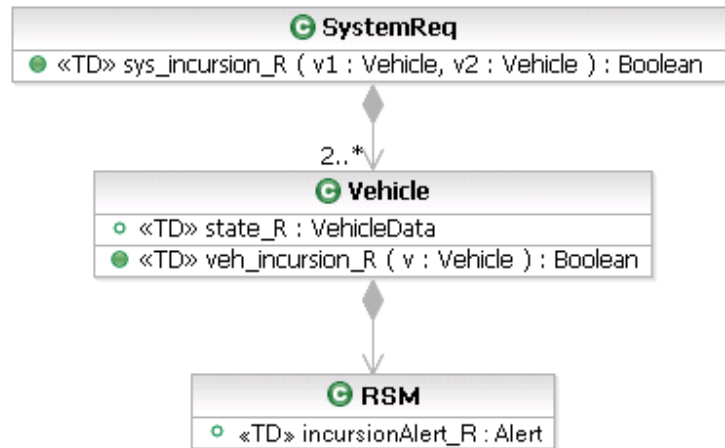 SystemReq
«TD» sys_incursion_R ( v1 : Vehicle, v2 : Vehicle ) : Boolean
2..*
Vehicle
«TD» state_R : VehicleData
«TD» veh_incursion_R ( v : Vehicle ) : Boolean
RSM
«TD» incursionAlert_R : Alert